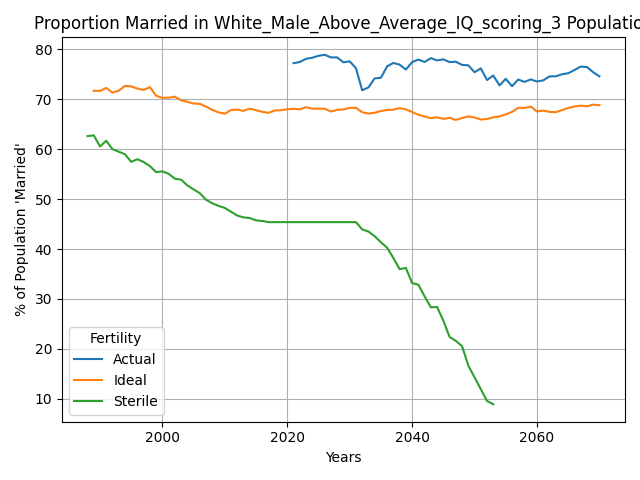 Proportion Married in White_Male_Above_Average_IQ_scoring_3 Populatio
% of Population 'Married'
80
70
60
50
40
30
20
10
Fertility
Actual
Ideal
Sterile
2000
2020
2040
2060
Years